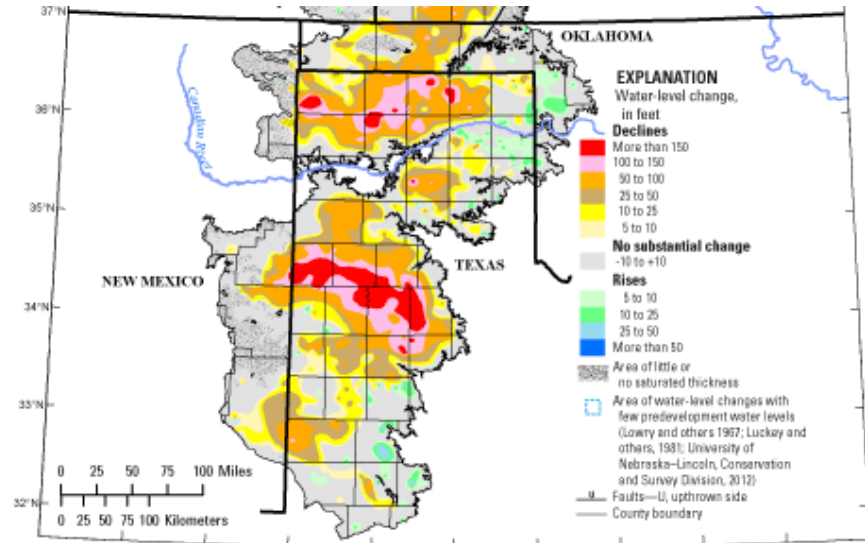 37°N
OKLAHOMA
36°N
Canadian River
35°N
NEW MEXICO
TEXAS
34°N
33°N
32°N
EXPLANATION
Water-level change,
in feet
Declines
More than 150
100 to 150
50 to 100
25 to 50
10 to 25
5 to 10
No substantial change
-10 to +10
Rises
5 to 10
10 to 25
25 to 50
More than 50
Area of little or
no saturated thickness
Area of water-level changes with
few predevelopment water levels
(Lowry and others 1967; Luckey and
others, 1981; University of
Nebraska–Lincoln, Conservation
and Survey Division, 2012)
U
Faults—U, upthrown side
County boundary
0 25 50 75 100 Miles
0 25 50 75 100 Kilometers